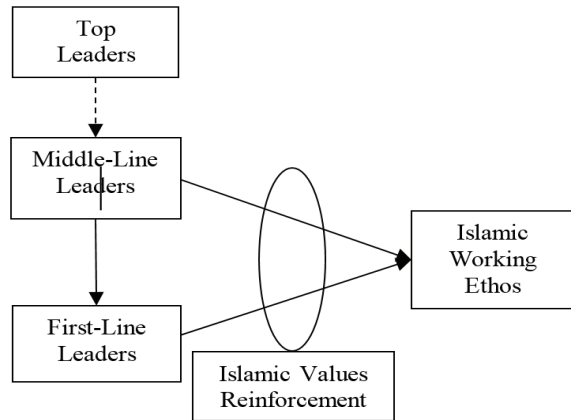 Top
Leaders
Middle-Line
Leaders
Islamic
Working
Ethos
First-Line
Leaders
Islamic Values
Reinforcement